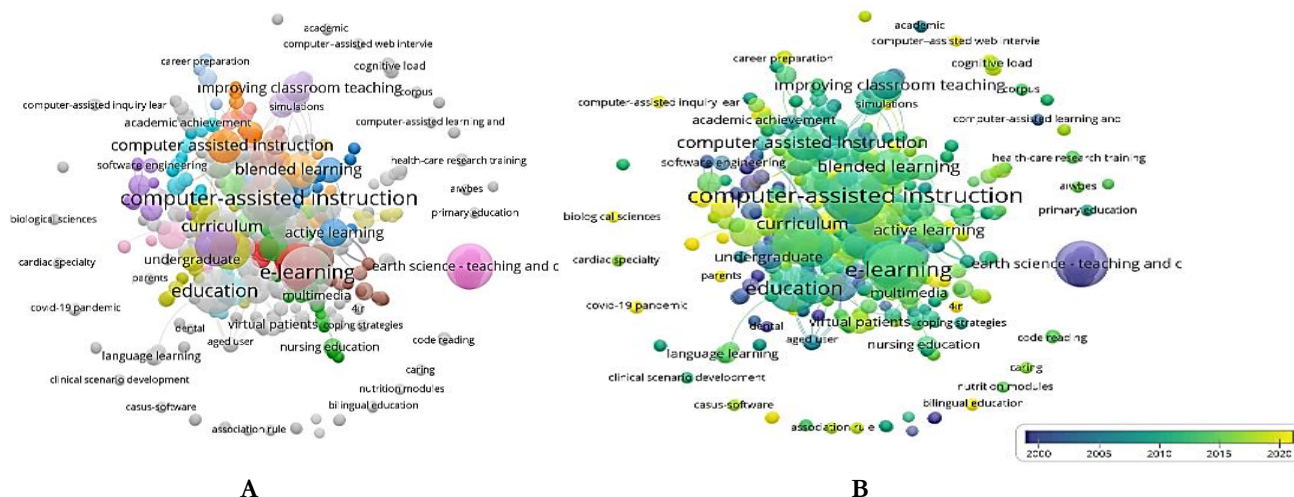 academic
computer-assisted web intervie
career preparation
cognitive load
improving classroom teaching
corpus
computer-assisted inquiry lear
simulations
academic achievement
computer-assisted learning and
computer assisted instruction
software engineering
blended learning
health-care research training
aiwbes
computer-assisted instruction
primary education
biological sciences
curriculum
active learning
undergraduate
cardiac specialty
parents
e-learning
earth science - teaching and c
education
multimedia
covid-19 pandemic
dental
virtual patients
coping strategies
aged user
nursing education
code reading
language learning
caring
clinical scenario development
nutrition modules
casus-software
bilingual education
association rule
A
academic
computer-assisted web intervie
career preparation
cognitive load
improving classroom teaching
corpus
computer-assisted inquiry ear
simulations
academic achievement
computer-assisted learning and
computer assisted instruction
software engineering
blended learning
health-care research training
aiwbes
computer-assisted instruction
primary education
biological sciences
curriculum
active learning
undergraduate
cardiac specialty
parents
e-learning
earth science - teaching and c
education
multimedia
4ir
covid-19 pandemic
dental
virtual patients
coping strategies
aged user
nursing education
code reading
language learning
caring
clinical scenario development
nutrition modules
casus-software
bilingual education
association rule
2000 2005 2010 2015 2020
B